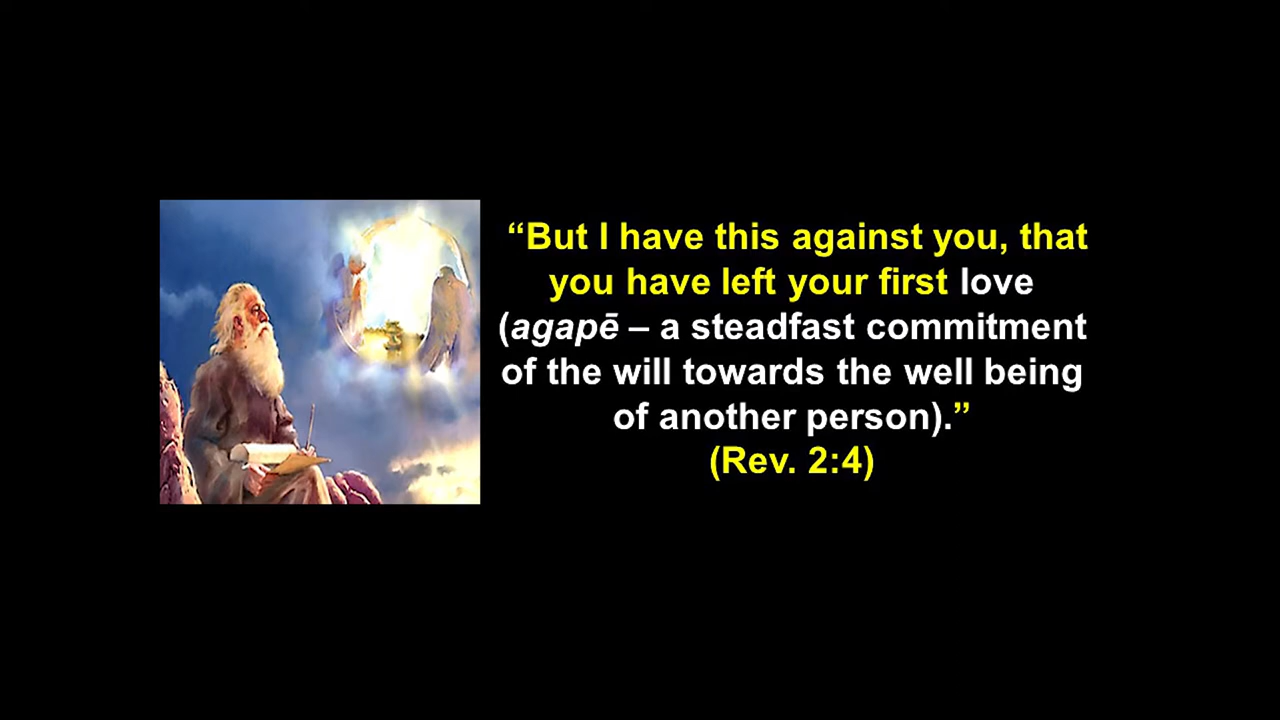 “But I have this against you, that
you have left your first love
(agapē – a steadfast commitment
of the will towards the well being
of another person).”
(Rev. 2:4)